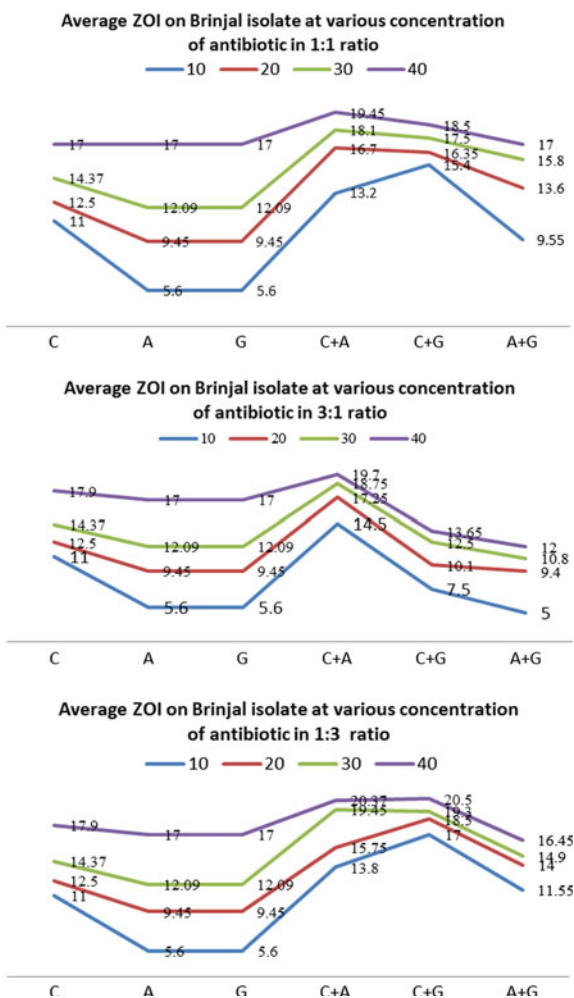 Average ZOI on Brinjal isolate at various concentration
of antibiotic in 1:1 ratio
10 20 30 40
19.45
18.5
18.1
17.5
17 17 17 16.7 16.35 17
15.4 15.8
14.37
13.2 13.6
12.5
12.09 12.09
11
9.45 9.45 9.55
5.6 5.6
C A G C+A C+G A+G
Average ZOI on Brinjal isolate at various concentration
of antibiotic in 3:1 ratio
10 20 30 40
19.7
18.75
17.9 17 17 17.25
14.37 14.5
13.65
12.5 12.09 12.09 12.5 12
11 10.8
9.45 9.45 10.1 9.4
7.5
5.6 5.6 5
C A G C+A C+G A+G
Average ZOI on Brinjal isolate at various concentration
of antibiotic in 1:3 ratio
10 20 30 40
20.37 20.5
19.45 19.3
18.5
17.9 17 17 17
16.45
15.75
14.9
14.37 14
13.8
12.5 12.09 12.09
11 11.55
9.45 9.45
5.6 5.6
C A G C+A C+G A+G